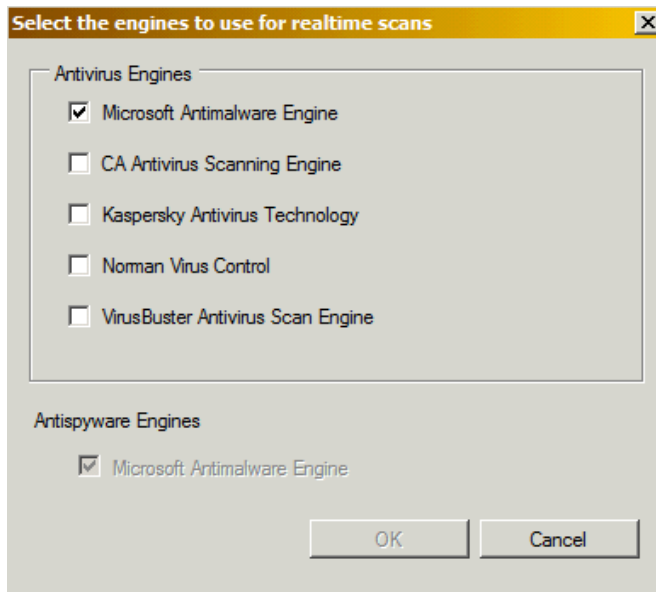 Select the engines to use for realtime scans
Antivirus Engines
Microsoft Antimalware Engine
CA Antivirus Scanning Engine
Kaspersky Antivirus Technology
Norman Virus Control
VirusBuster Antivirus Scan Engine
Antispyware Engines
Microsoft Antimalware Engine
OK Cancel